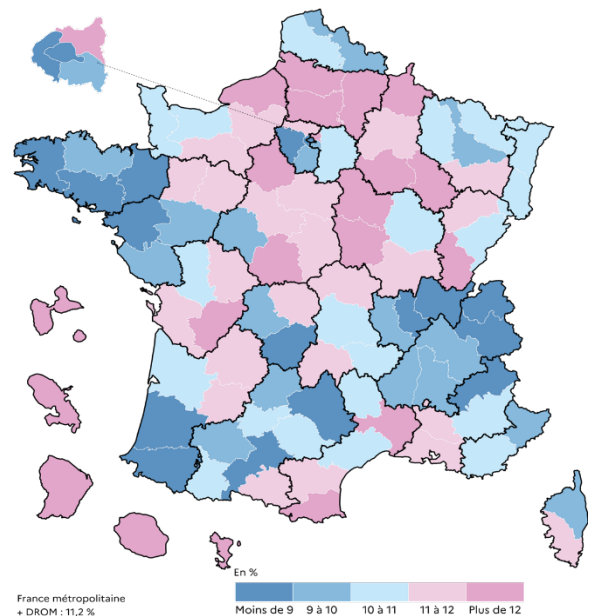 En %
France métropolitaine
+ DROM : 11,2 %
Moins de 9 9 à 10 10 à 11 11 à 12 Plus de 12